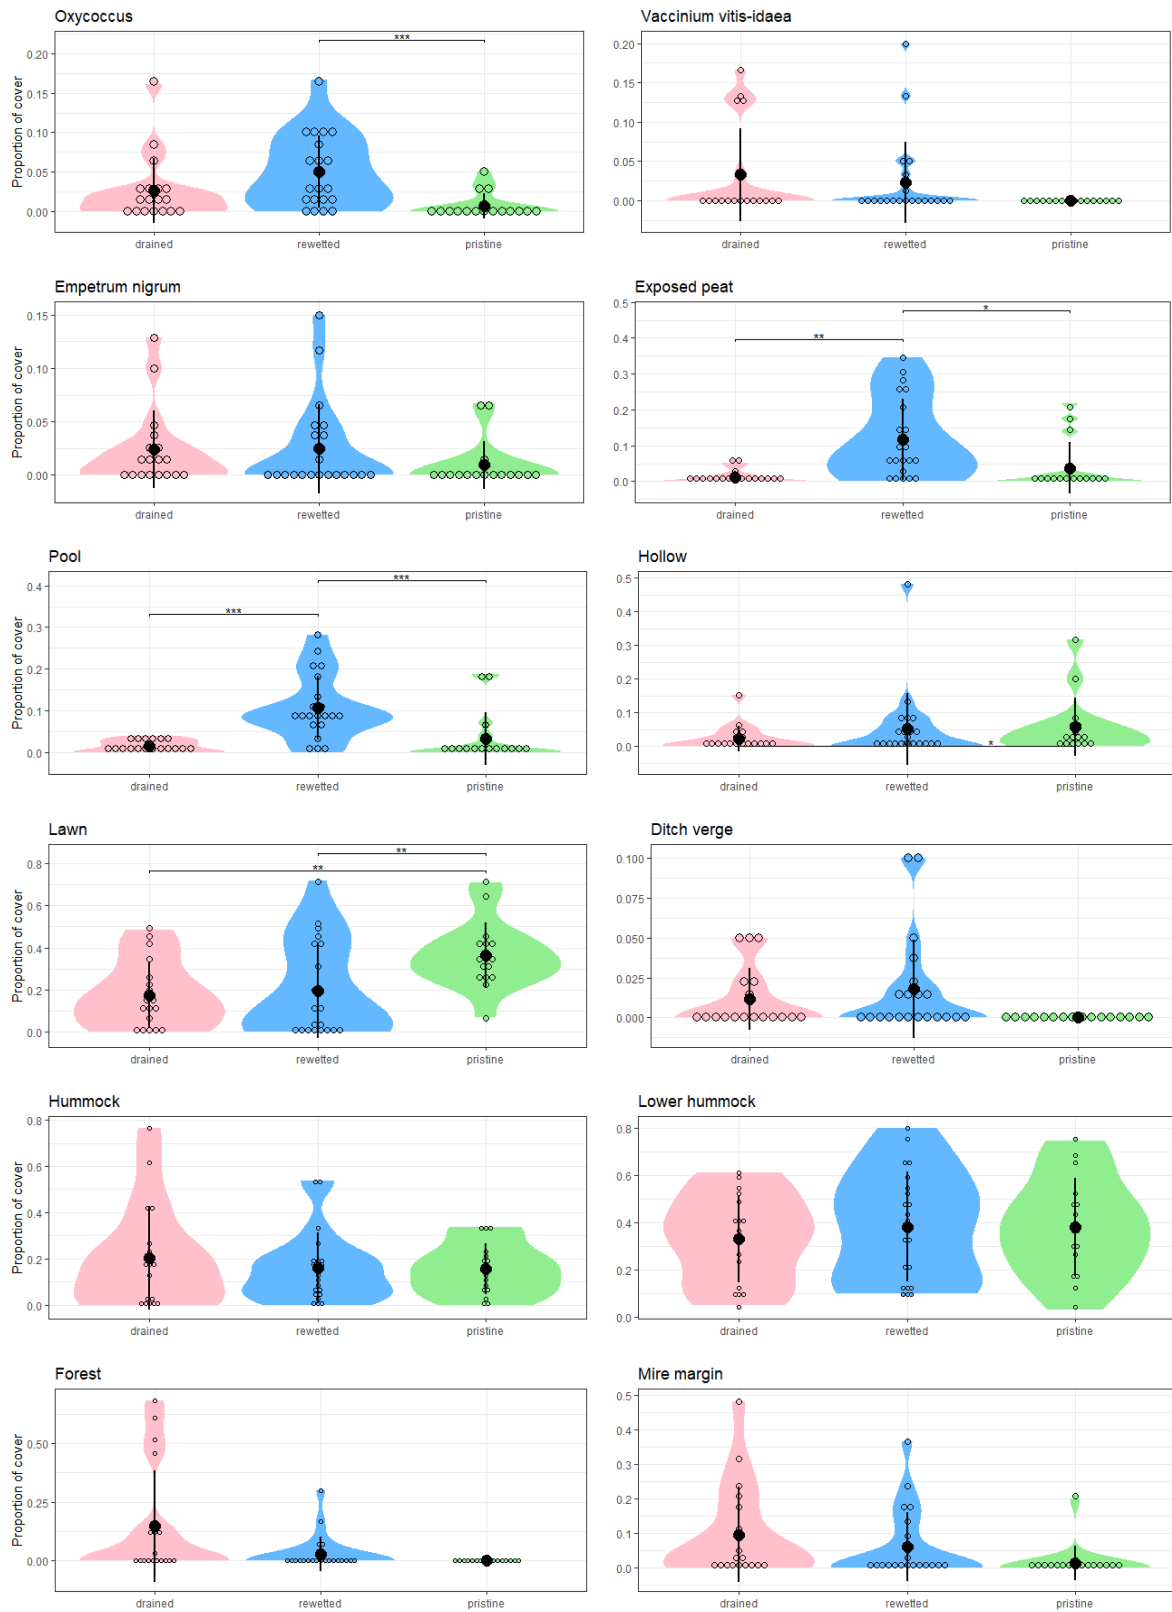 Oxycoccus
Proportion of cover
0.20
0.15
0.10
0.05
0.00
***
drained rewetted pristine
Vaccinium vitis-idaea
0.20
0.15
0.10
0.05
0.00
drained rewetted pristine
Empetrum nigrum
Proportion of cover
0.15
0.10
0.05
0.00
drained rewetted pristine
Exposed peat
0.5
0.4
0.3
0.2
0.1
0.0
*
**
drained rewetted pristine
Pool
Proportion of cover
0.4
0.3
0.2
0.1
0.0
***
***
drained rewetted pristine
Hollow
0.5
0.4
0.3
0.2
0.1
0.0
*
drained rewetted pristine
Lawn
Proportion of cover
0.8
0.6
0.4
0.2
0.0
**
**
drained rewetted pristine
Ditch verge
0.100
0.075
0.050
0.025
0.000
drained rewetted pristine
Hummock
Proportion of cover
0.8
0.6
0.4
0.2
0.0
drained rewetted pristine
Lower hummock
0.8
0.6
0.4
0.2
0.0
drained rewetted pristine
Forest
Proportion of cover
0.50
0.25
0.00
drained rewetted pristine
Mire margin
0.5
0.4
0.3
0.2
0.1
0.0
drained rewetted pristine